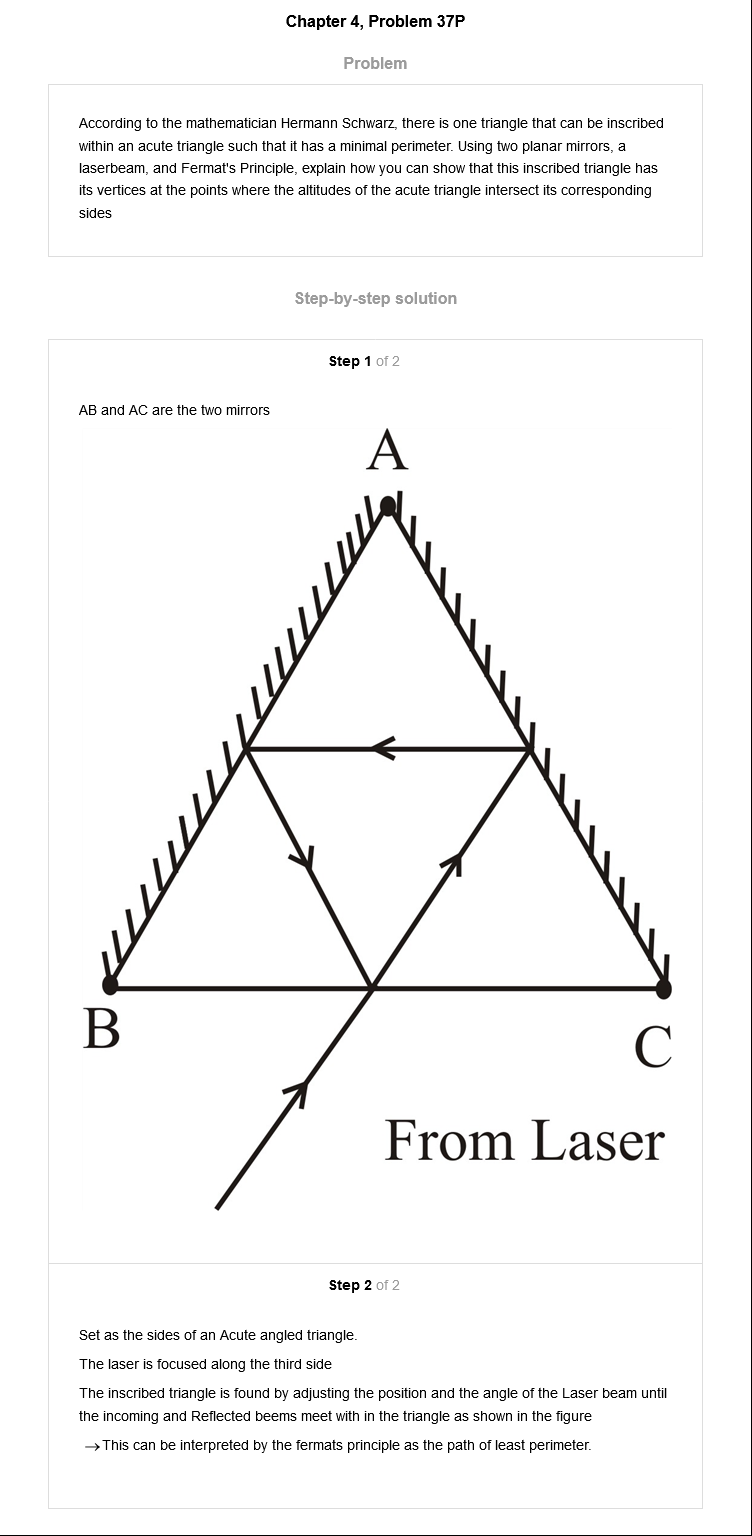 Chapter 4, Problem 37P
Problem
According to the mathematician Hermann Schwarz, there is one triangle that can be inscribed
within an acute triangle such that it has a minimal perimeter. Using two planar mirrors, a
laserbeam, and Fermat's Principle, explain how you can show that this inscribed triangle has
its vertices at the points where the altitudes of the acute triangle intersect its corresponding
sides
Step-by-step solution
Step 1 of 2
AB and AC are the two mirrors
A
B
C
From Laser
Step 2 of 2
Set as the sides of an Acute angled triangle.
The laser is focused along the third side
The inscribed triangle is found by adjusting the position and the angle of the Laser beam until
the incoming and Reflected beems meet with in the triangle as shown in the figure
→This can be interpreted by the fermats principle as the path of least perimeter.